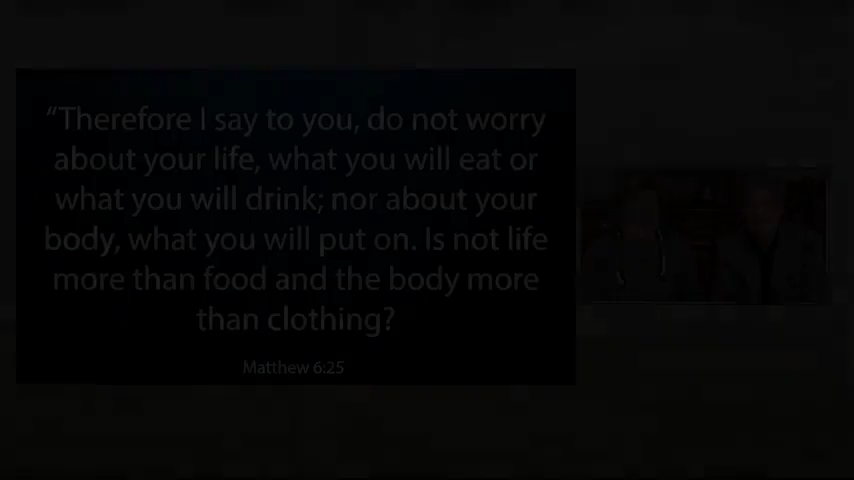 “Therefore I say to you, do not worry
about your life, what you will eat or
what you will drink; nor about your
body, what you will put on. Is not life
more than food and the body more
than clothing?
Matthew 6:25